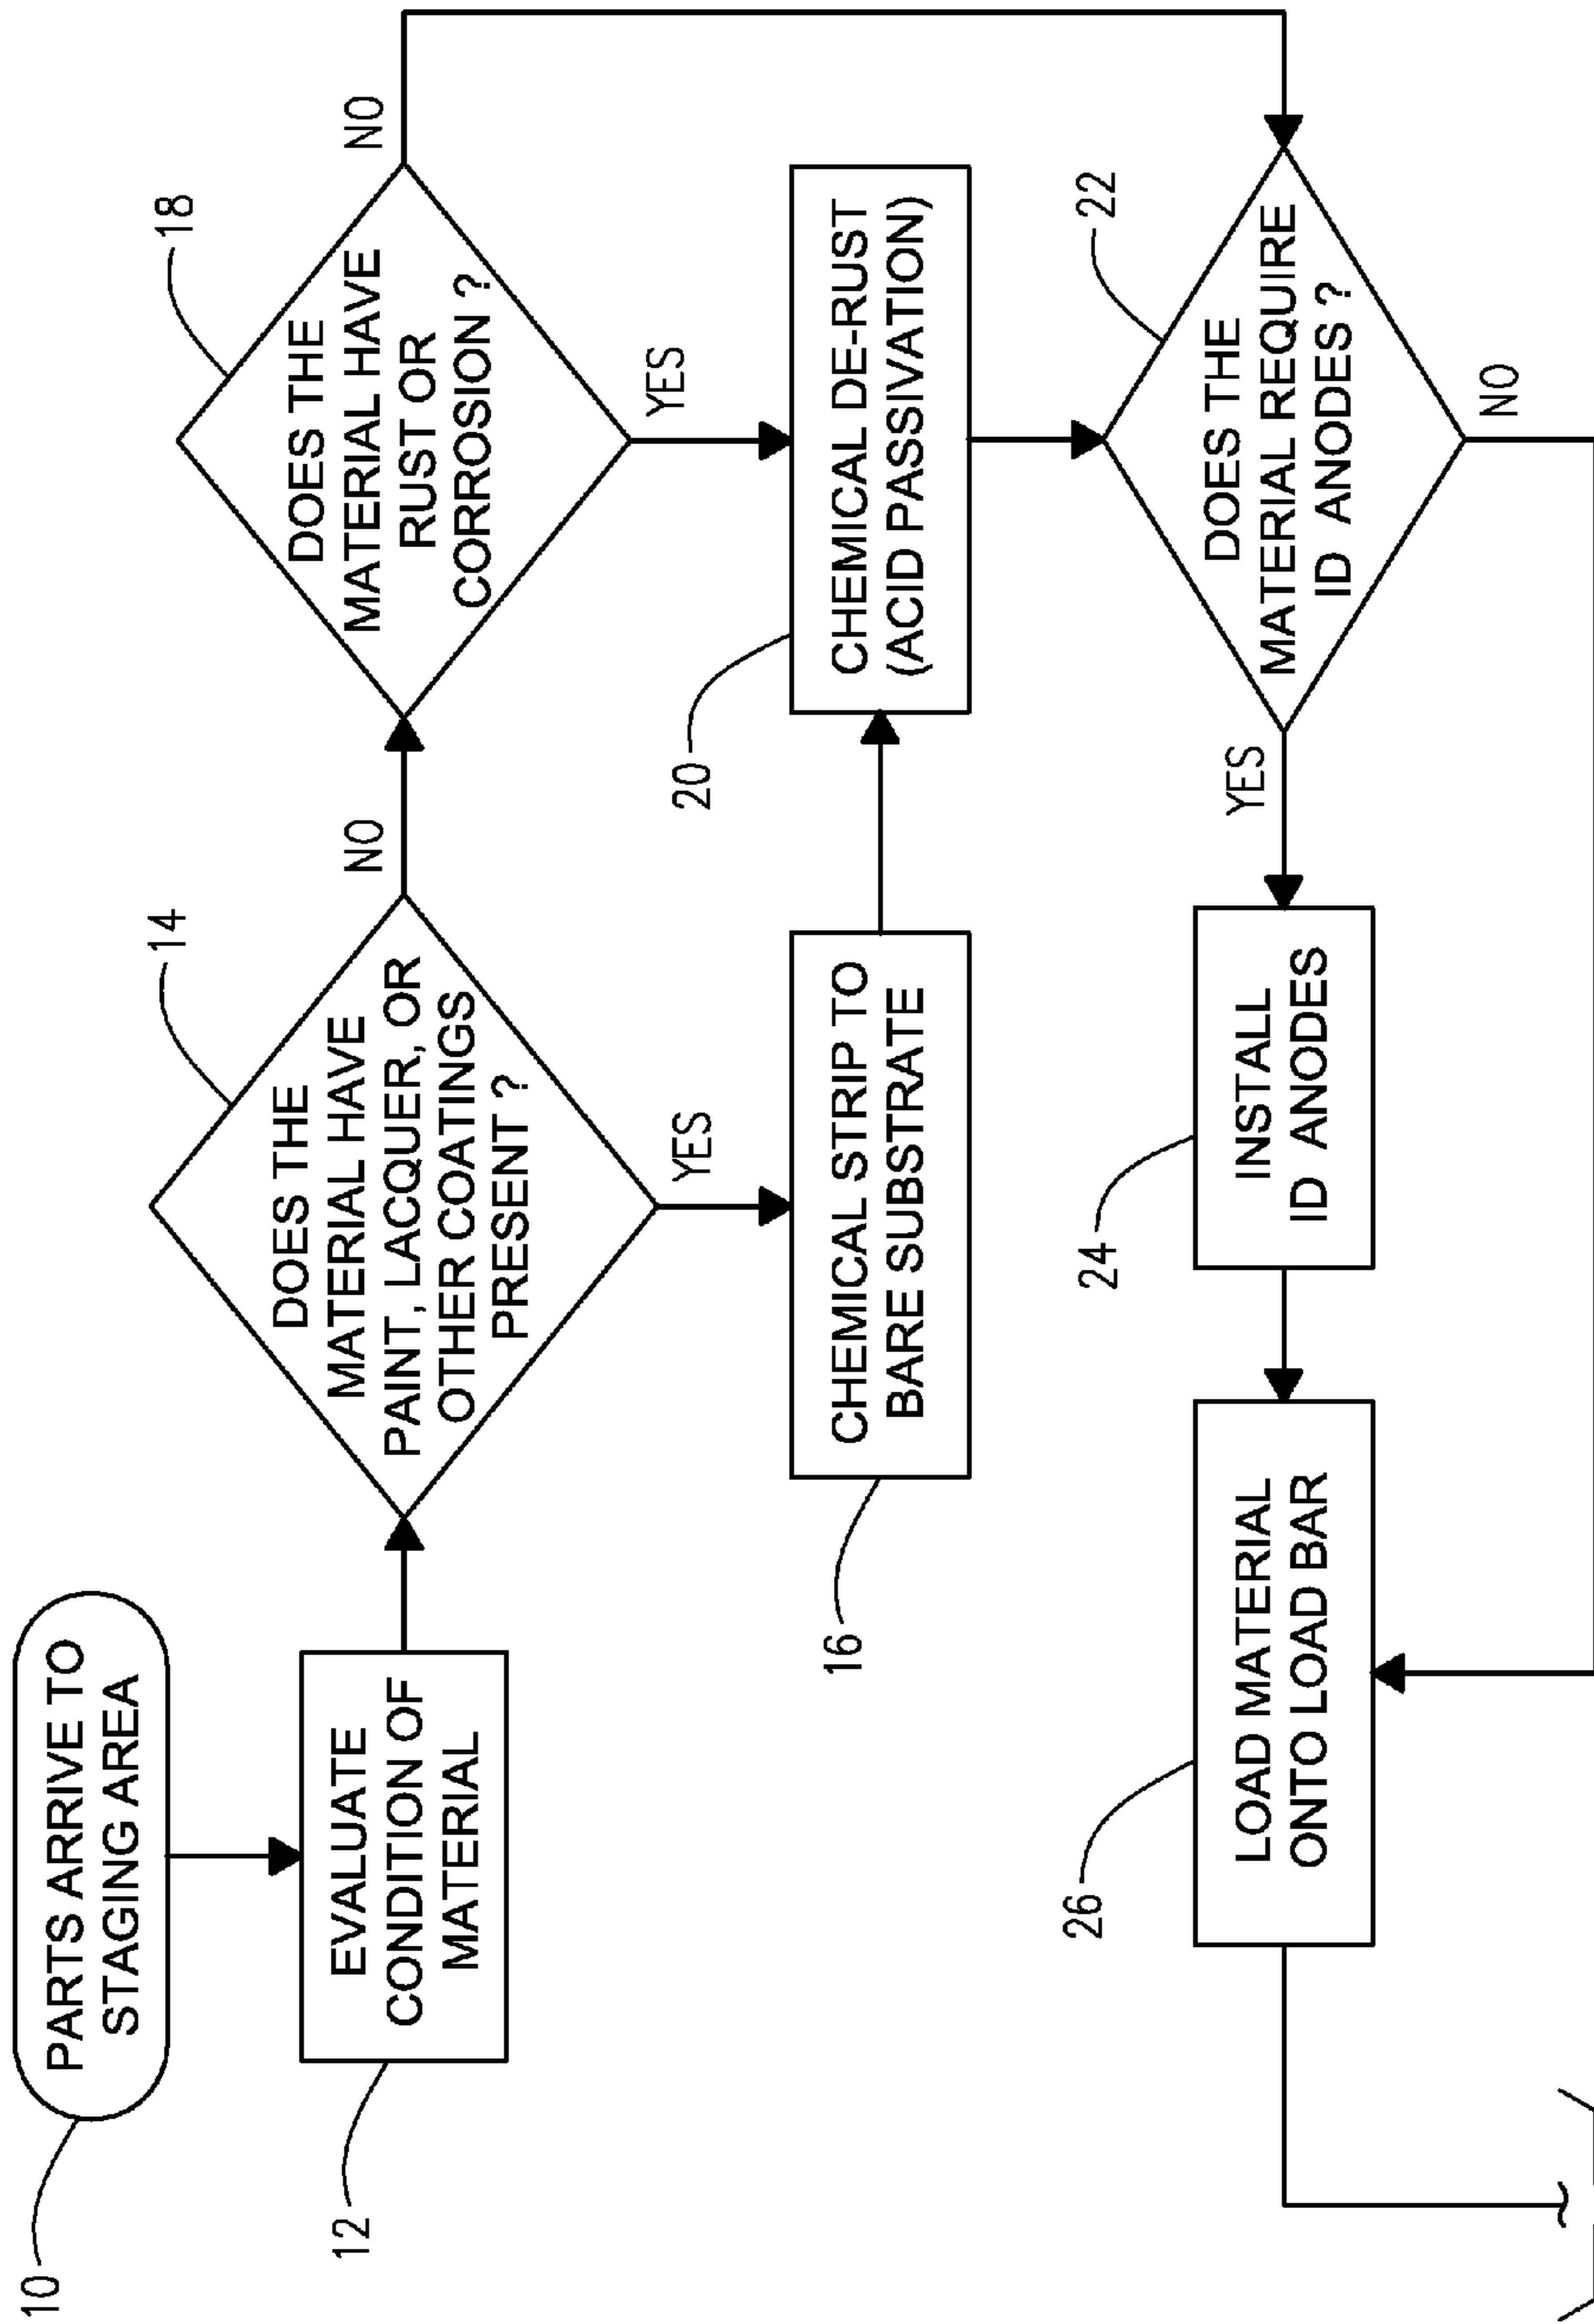 10
PARTS ARRIVE TO
STAGING AREA
12
EVALUATE
CONDITION OF
MATERIAL
14
DOES THE
MATERIAL HAVE
PAINT, LACQUER, OR
OTHER COATINGS
PRESENT ?
NO
YES
18
DOES THE
MATERIAL HAVE
RUST OR
CORROSION ?
NO
YES
16
CHEMICAL STRIP TO
BARE SUBSTRATE
20
CHEMICAL DE-RUST
(ACID PASSIVATION)
22
DOES THE
MATERIAL REQUIRE
ID ANODES ?
YES
NO
24
INSTALL
ID ANODES
26
LOAD MATERIAL
ONTO LOAD BAR